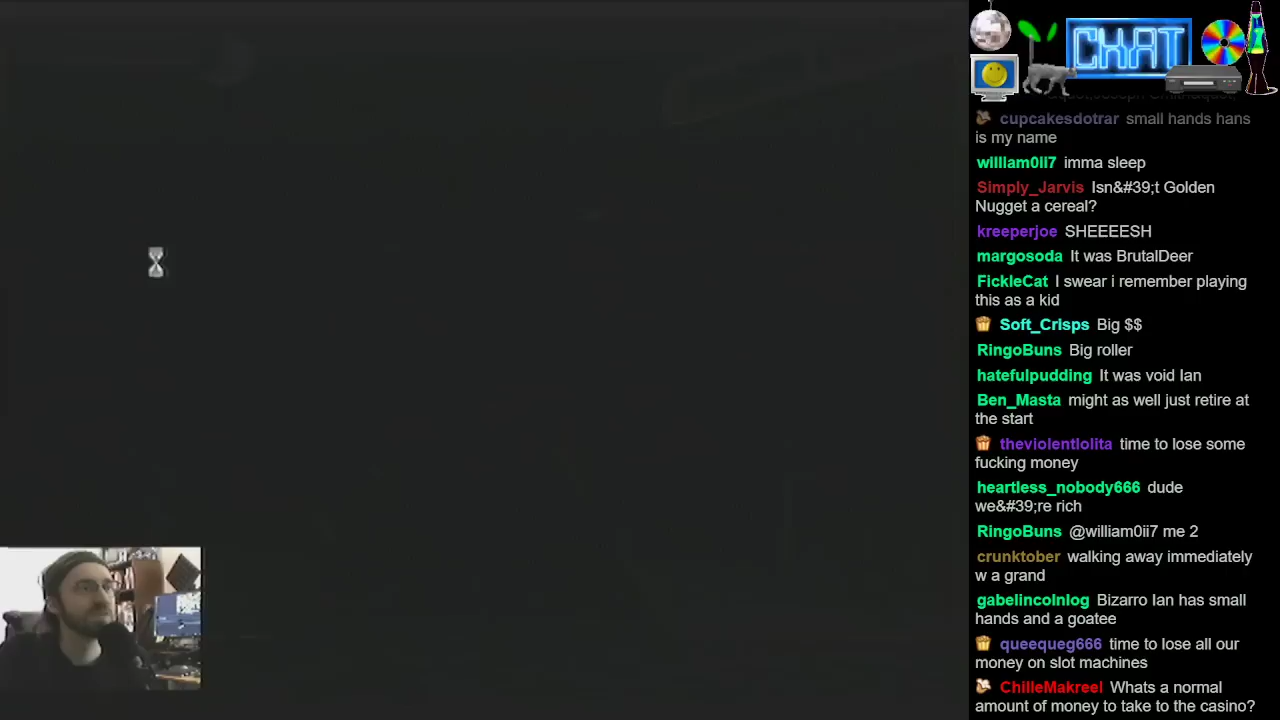 CHAT
cupcakesdotrar small hands hans
is my name
william0ii7 imma sleep
Simply_Jarvis Isn&#39;t Golden
Nugget a cereal?
kreeperjoe SHEEEESH
margosoda It was BrutalDeer
FickleCat I swear i remember playing
this as a kid
Soft_Crisps Big $$
RingoBuns Big roller
hatefulpudding It was void Ian
Ben_Masta might as well just retire at
the start
theviolentlolita time to lose some
fucking money
heartless_nobody666 dude
we&#39;re rich
RingoBuns @william0ii7 me 2
crunktober walking away immediately
w a grand
gabelincolnlog Bizarro Ian has small
hands and a goatee
queequeg666 time to lose all our
money on slot machines
ChilleMakreel Whats a normal
amount of money to take to the casino?